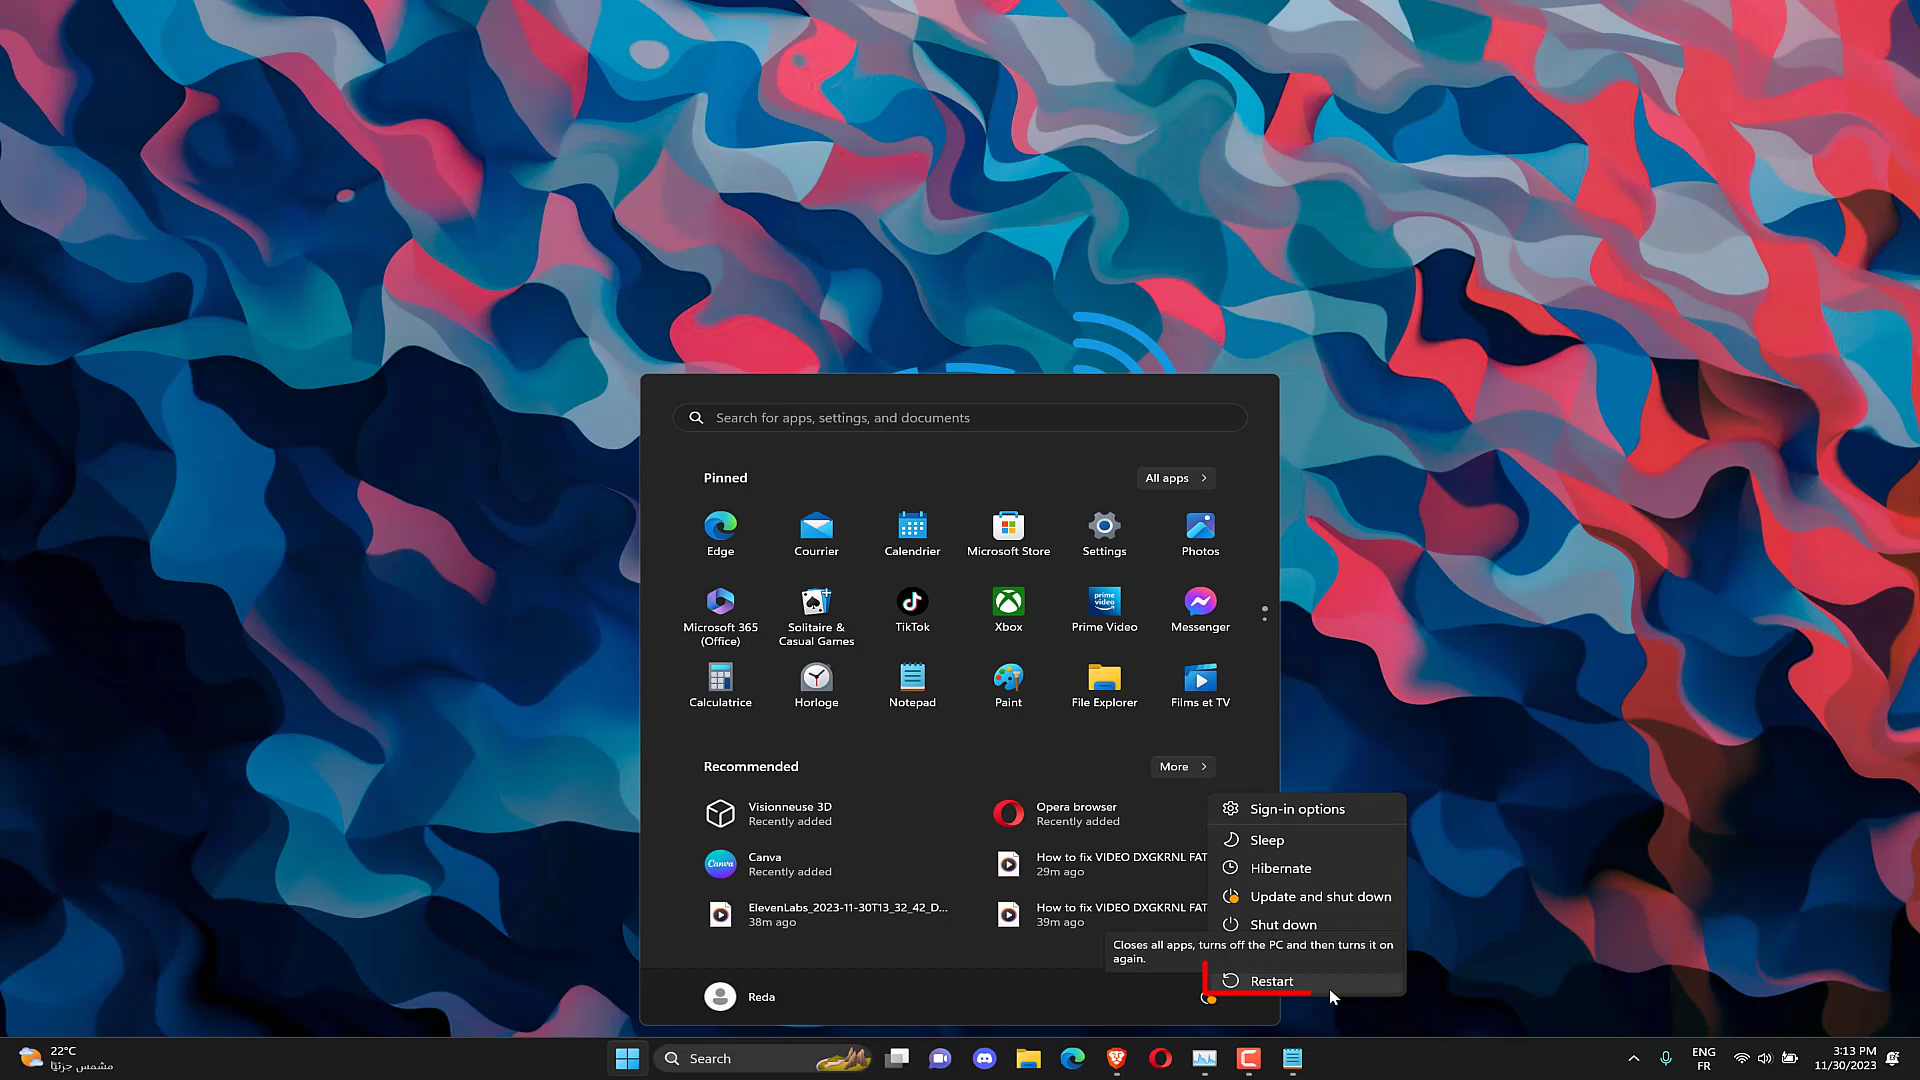 Search for apps, settings, and documents
Pinned
All apps
Edge
Courrier
Calendrier
Microsoft Store
Settings
Photos
Microsoft 365
(Office)
Solitaire &
Casual Games
TikTok
Xbox
prime video
Prime Video
Messenger
Calculatrice
Horloge
Notepad
Paint
File Explorer
Films et TV
Recommended
More
Visionneuse 3D
Recently added
Opera browser
Recently added
Canva
Canva
Recently added
How to fix VIDEO DXGKRNL FAT
29m ago
ElevenLabs_2023-11-30T13_32_42_D...
38m ago
How to fix VIDEO DXGKRNL FAT
39m ago
Sign-in options
Sleep
Hibernate
Update and shut down
Shut down
Closes all apps, turns off the PC and then turns it on
again.
Restart
Reda
22°C
مشمس جزئيًا
Search
ENG
FR
3:13 PM
11/30/2023